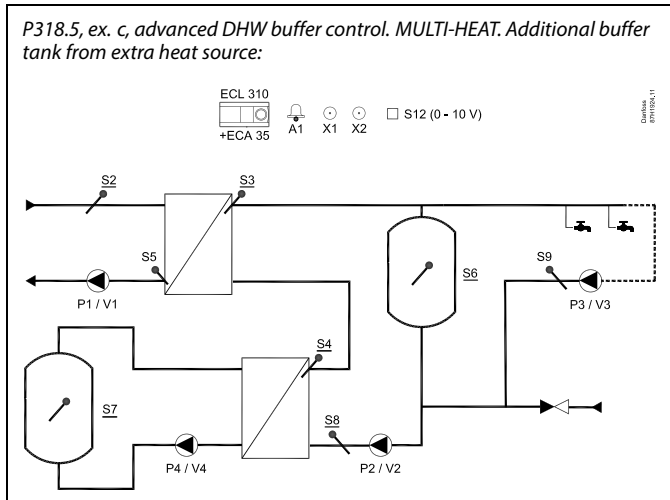 P318.5, ex. c, advanced DHW buffer control. MULTI-HEAT. Additional buffer
tank from extra heat source:
ECL 310
+ECA 35
A1
X1
X2
S12 (0 - 10 V)
Danfoss
87H1924_11
S2
S3
S5
P1 / V1
S6
S9
P3 / V3
S4
S7
S8
P4 / V4
P2 / V2